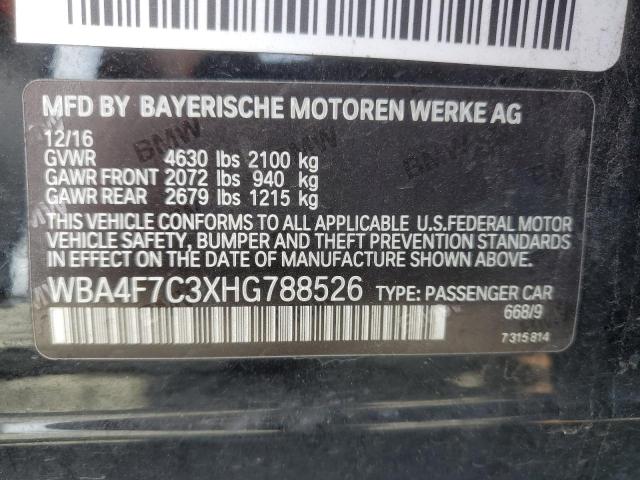 MFD BY BAYERISCHE MOTOREN WERKE AG
12/16
GVWR 4630 lbs 2100 kg
GAWR FRONT 2072 lbs 940 kg
GAWR REAR 2679 lbs 1215 kg
THIS VEHICLE CONFORMS TO ALL APPLICABLE U.S.FEDERAL MOTOR
VEHICLE SAFETY, BUMPER AND THEFT PREVENTION STANDARDS
IN EFFECT ON THE DATE OF MANUFACTURE SHOWN ABOVE.
WBA4F7C3XHG788526 TYPE: PASSENGER CAR
668/9
7315814